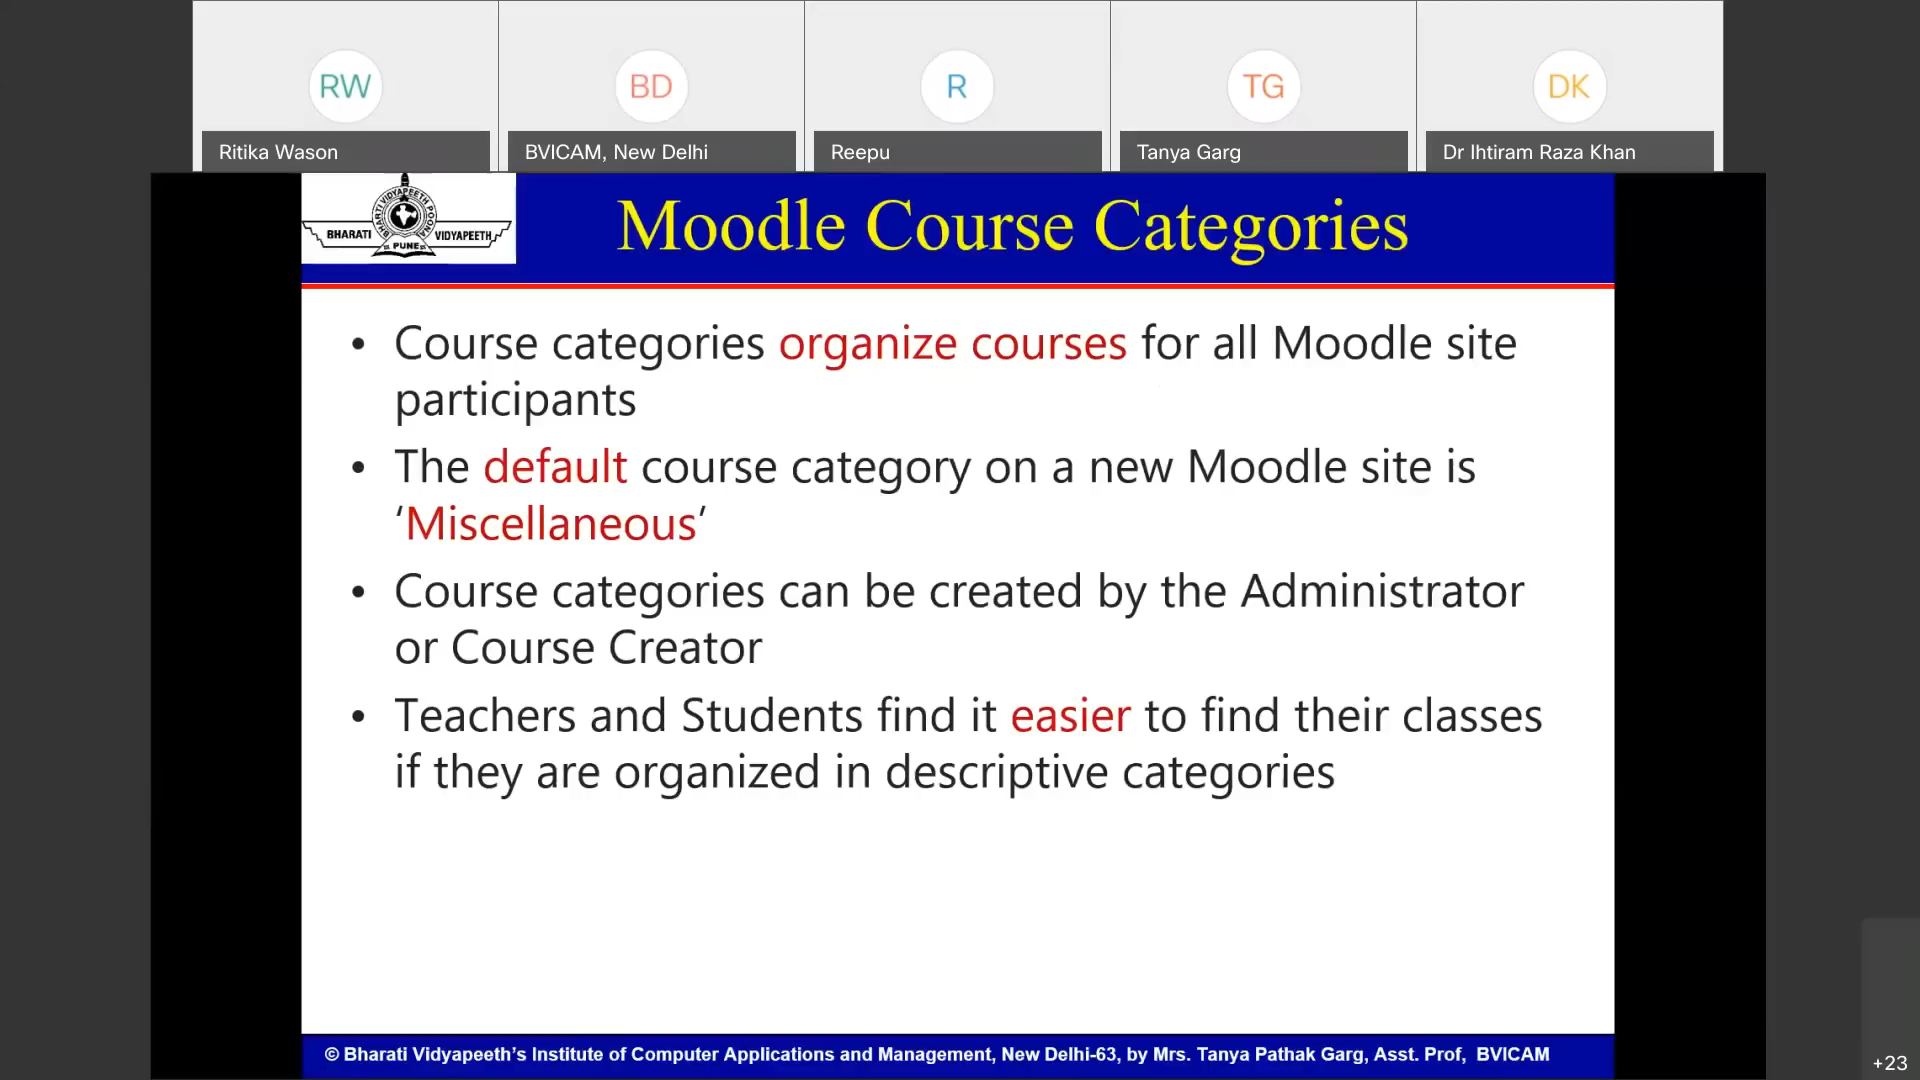 RW BD R TG DK
Ritika Wason BVICAM, New Delhi Reepu Tanya Garg Dr Ihtiram Raza Khan
BHARATI VIDYAPEETH POONA
BHARATI VIDYAPEETH
PUNE
Moodle Course Categories
• Course categories organize courses for all Moodle site
participants
• The default course category on a new Moodle site is
‘Miscellaneous’
• Course categories can be created by the Administrator
or Course Creator
• Teachers and Students find it easier to find their classes
if they are organized in descriptive categories
© Bharati Vidyapeeth’s Institute of Computer Applications and Management, New Delhi-63, by Mrs. Tanya Pathak Garg, Asst. Prof, BVICAM
+23